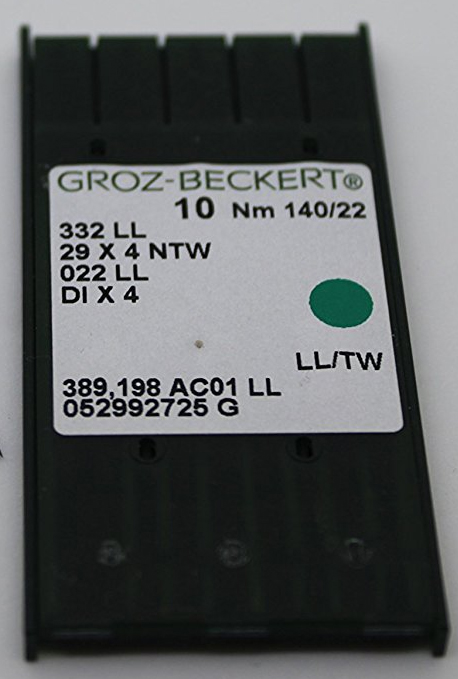 GROZ-BECKERT®
10 Nm 140/22
332 LL
29 X 4 NTW
022 LL
DI X 4
LL/TW
389,198 AC01 LL
052992725 G